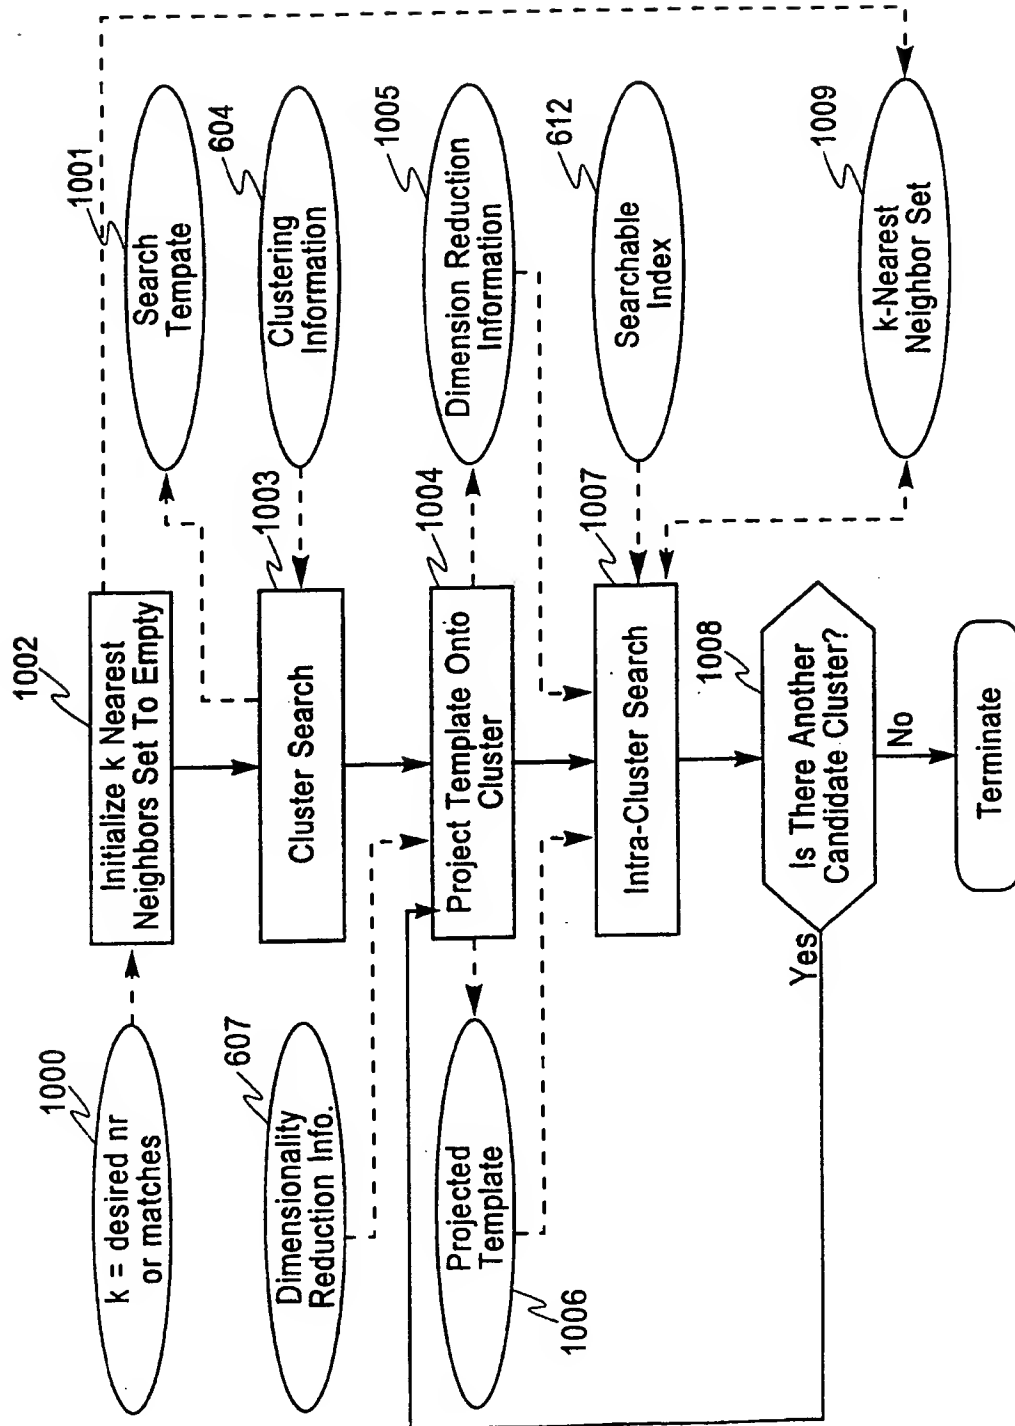 1000
k = desired nr
or matches
1002
Initialize k Nearest
Neighbors Set To Empty
1001
Search
Tempate
607
Dimensionality
Reduction Info.
Cluster Search
1003
604
Clustering
Information
Projected
Template
1006
Project Template Onto
Cluster
1004
1005
Dimension Reduction
Information
Intra-Cluster Search
1007
612
Searchable
Index
1008
Is There Another
Candidate Cluster?
Yes
No
1009
k-Nearest
Neighbor Set
Terminate